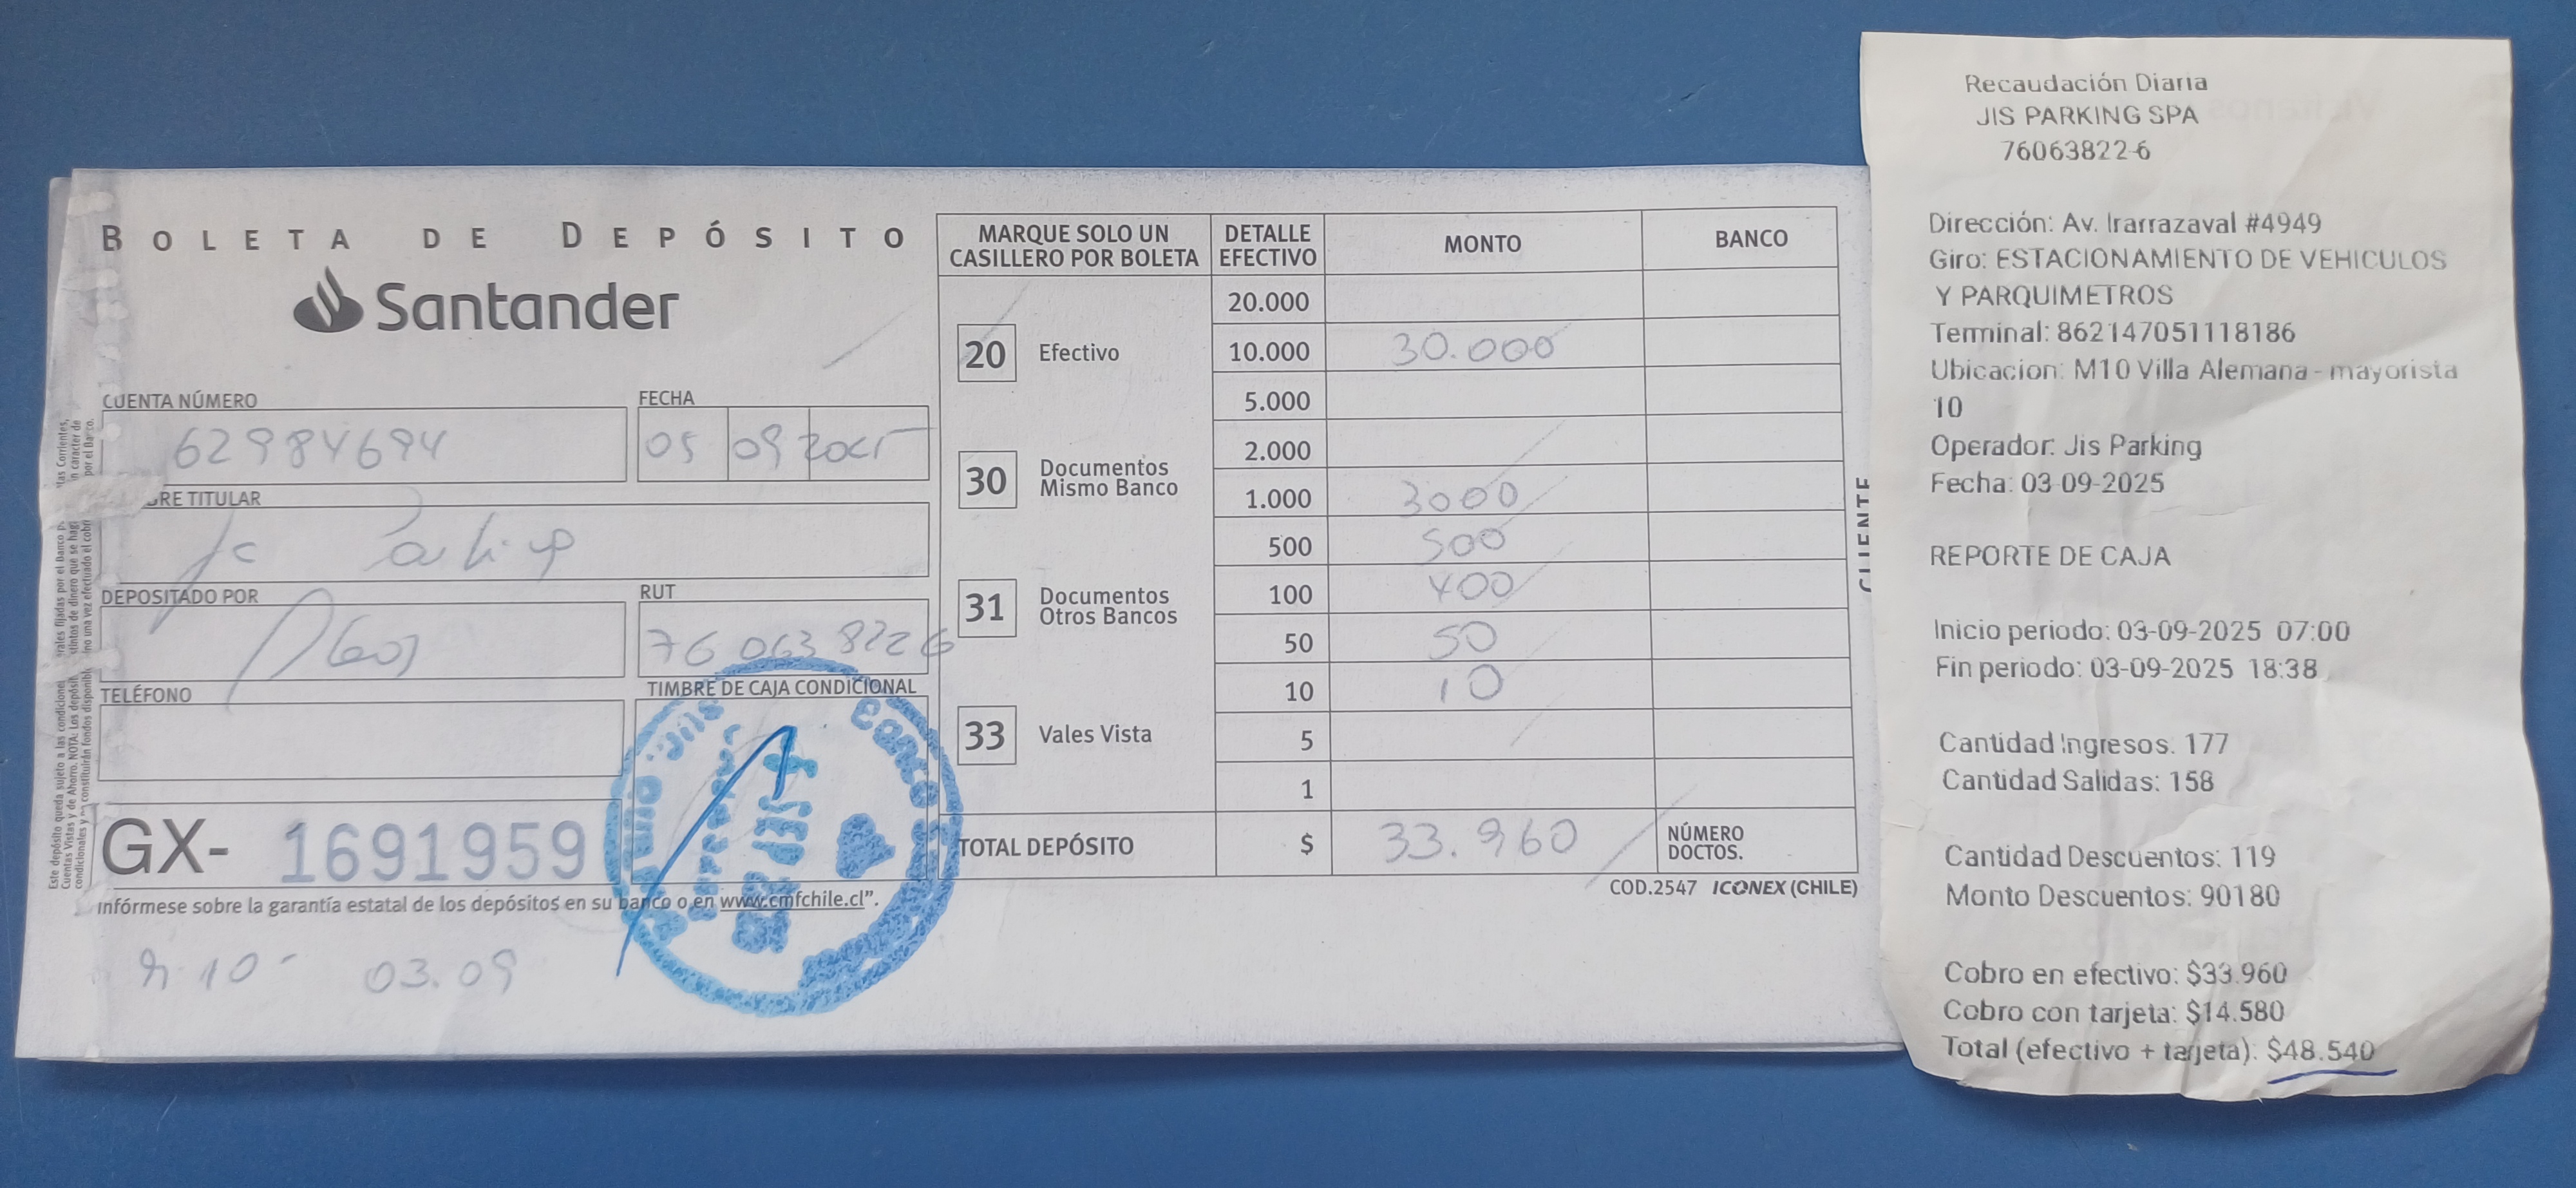 BOLETA DE DEPÓSITO
Santander
CUENTA NÚMERO
62984694
FECHA
05 09 2025
RE TITULAR
DEPOSITADO POR
RUT
76 063 822 6
TELÉFONO
TIMBRE DE CAJA CONDICIONAL
GX- 1691959
Infórmese sobre la garantía estatal de los depósitos en su banco o en www.cmfchile.cl”.
10 - 03.09
MARQUE SOLO UN
CASILLERO POR BOLETA
DETALLE
EFECTIVO
MONTO
BANCO
20 Efectivo
30 Documentos
Mismo Banco
31 Documentos
Otros Bancos
33 Vales Vista
20.000
10.000 30.000
5.000
2.000
1.000 3000
500 500
100 400
50 50
10 10
5
1
TOTAL DEPÓSITO $ 33.960
NÚMERO
DOCTOS.
COD.2547 ICONEX (CHILE)
CLIENTE
Recaudación Diaria
JIS PARKING SPA
76063822-6
Dirección: Av. Irarrazaval #4949
Giro: ESTACIONAMIENTO DE VEHICULOS
Y PARQUIMETROS
Terminal: 862147051118186
Ubicacion: M10 Villa Alemana - mayorista
10
Operador: Jis Parking
Fecha: 03-09-2025
REPORTE DE CAJA
Inicio periodo: 03-09-2025 07:00
Fin periodo: 03-09-2025 18:38
Cantidad Ingresos: 177
Cantidad Salidas: 158
Cantidad Descuentos: 119
Monto Descuentos: 90180
Cobro en efectivo: $33.960
Cobro con tarjeta: $14.580
Total (efectivo + tarjeta): $48.540